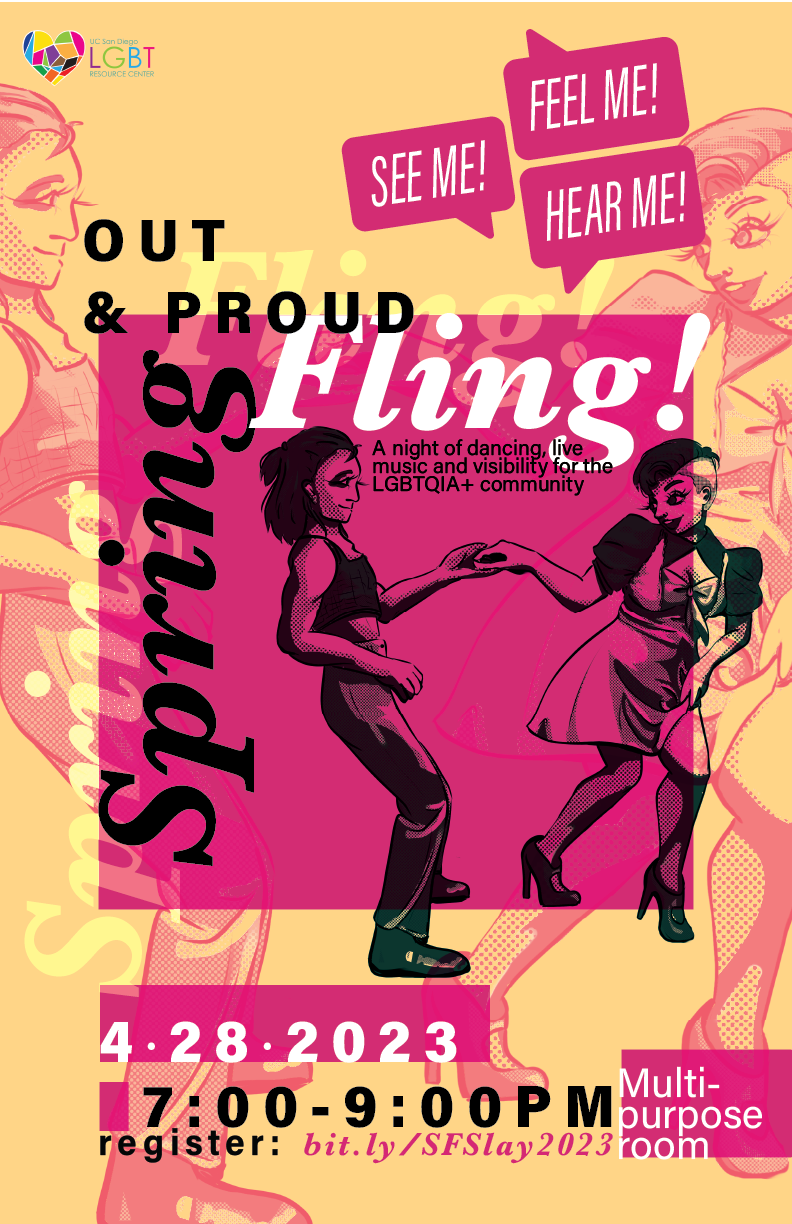 UC San Diego
LGBT
RESOURCE CENTER
FEEL ME!
SEE ME!
HEAR ME!
OUT
& PROUD
Fling!
Spring
Fling!
A night of dancing, live
music and visibility for the
LGBTQIA+ community
Spring
4·28·2023
7:00-9:00PM
Multi-
purpose
room
register: bit.ly/SFSlay2023